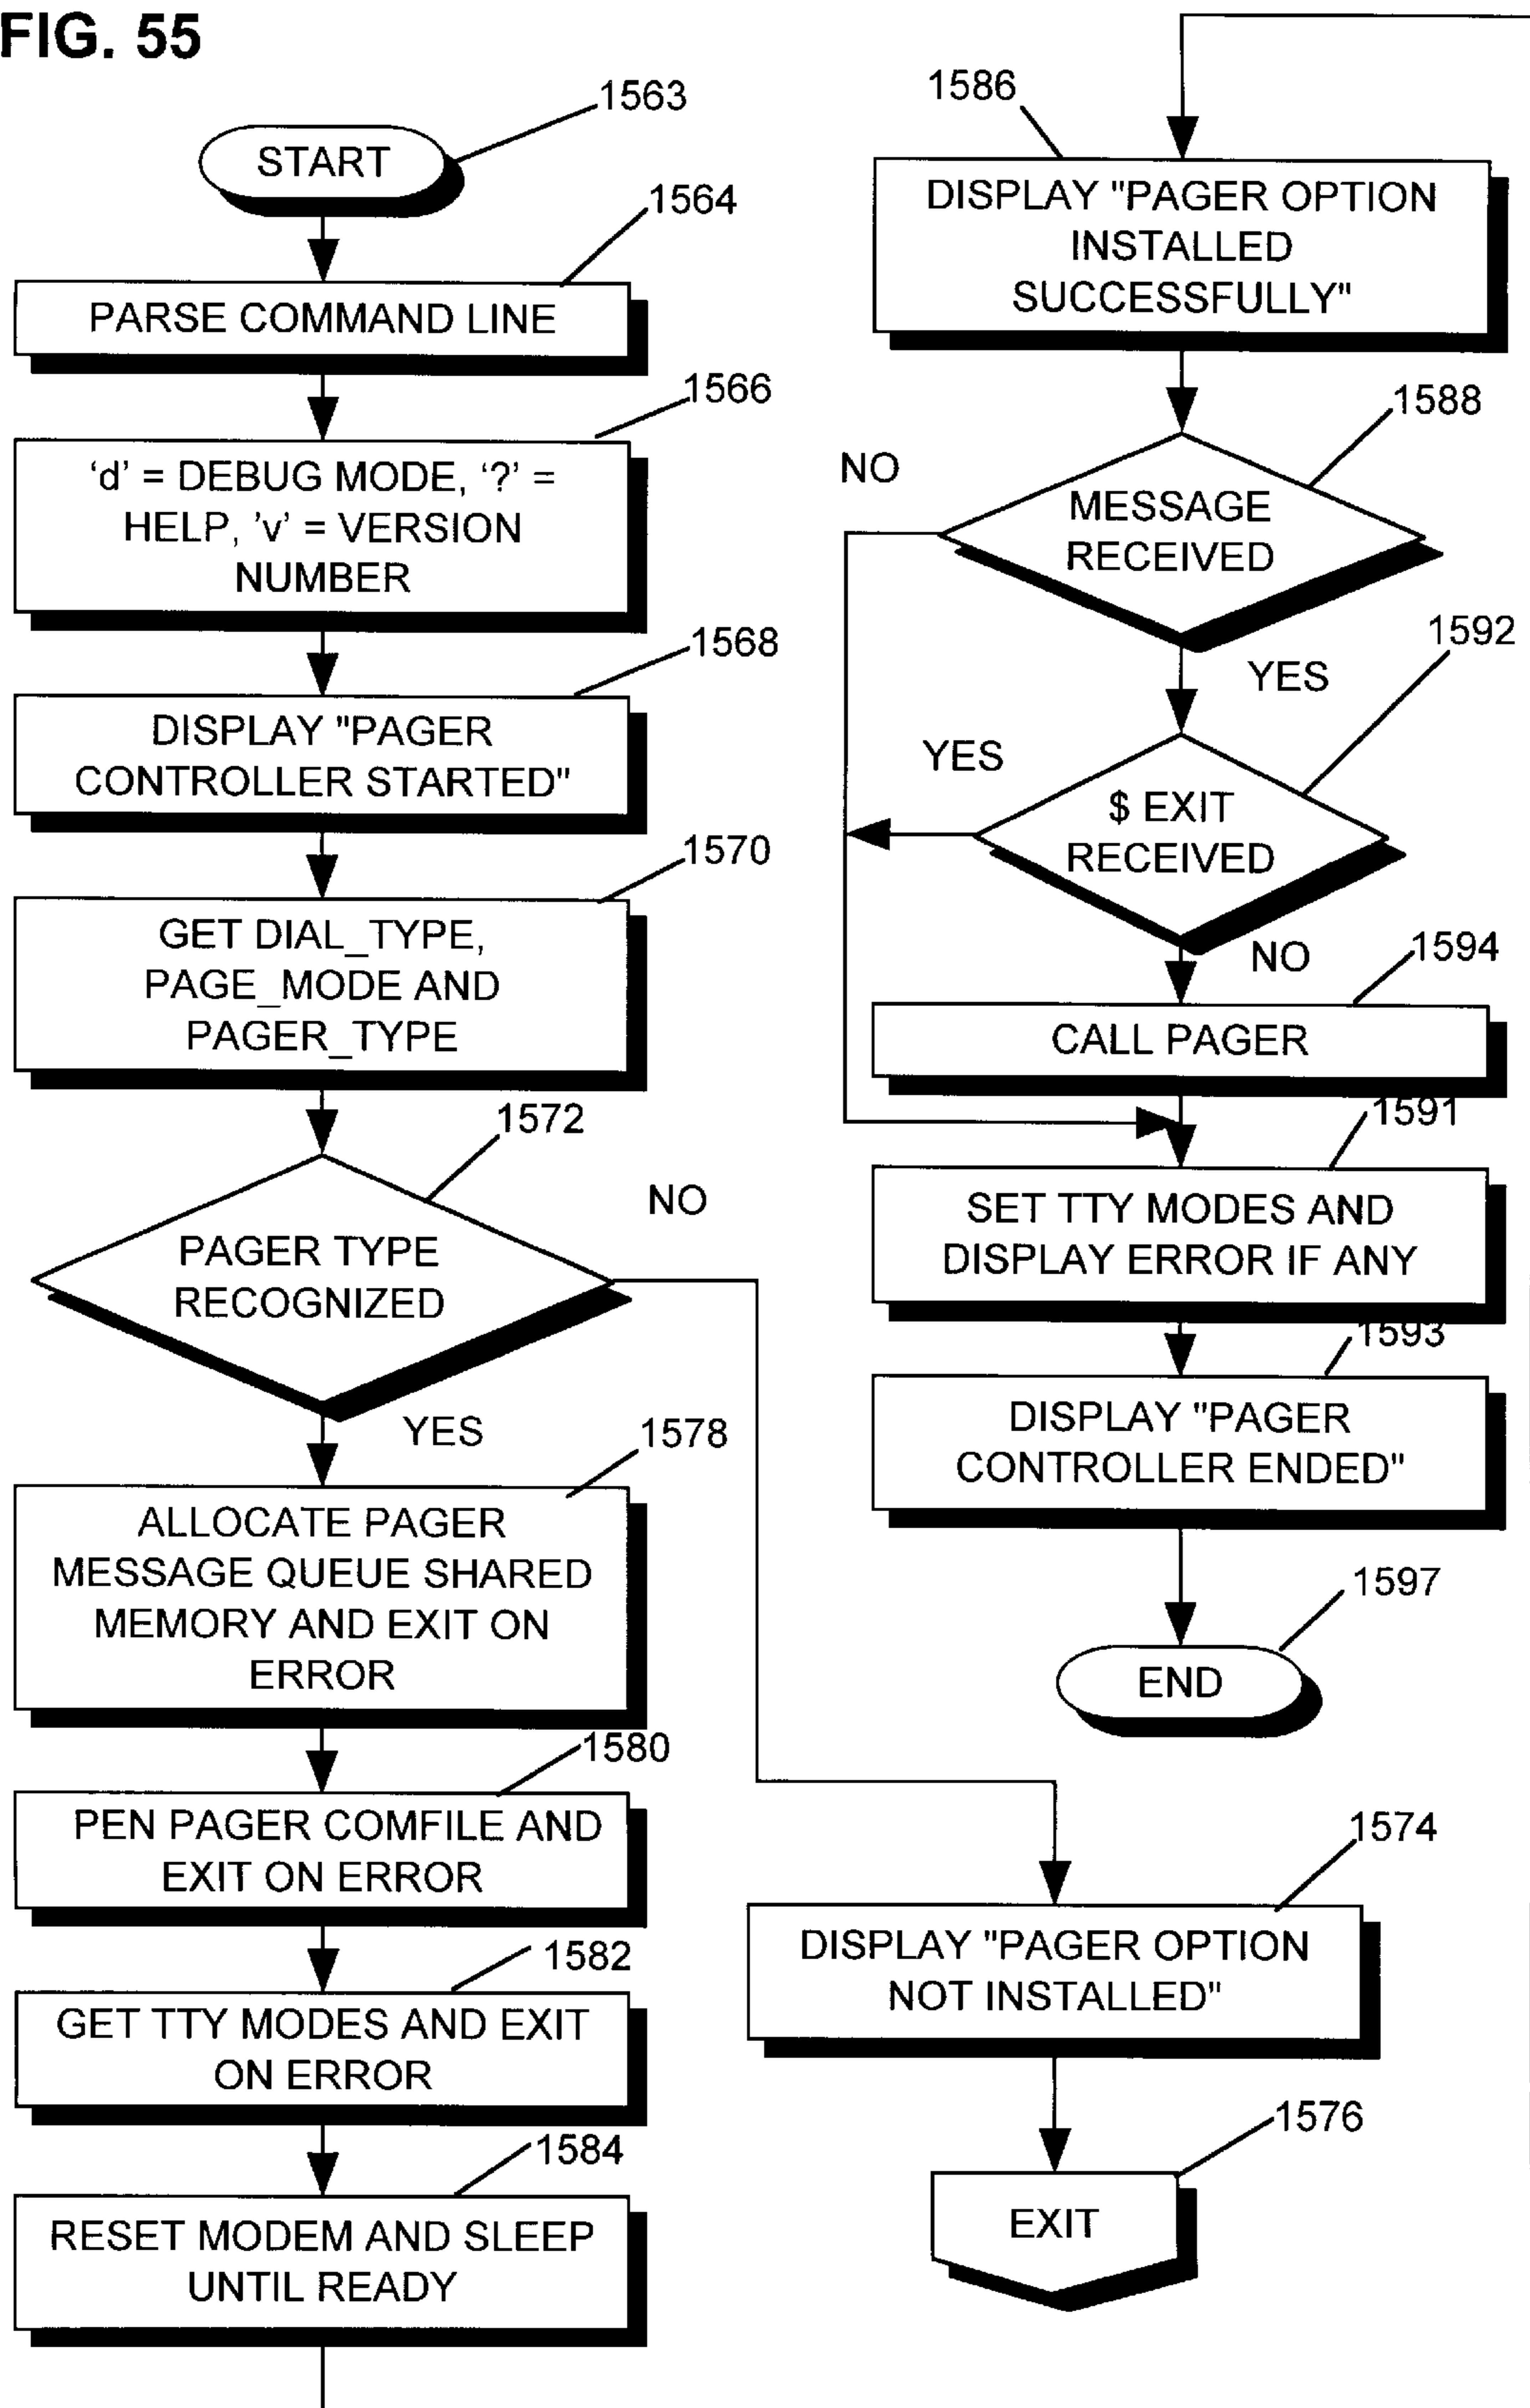 FIG. 55
1563
START
1564
PARSE COMMAND LINE
1566
‘d’ = DEBUG MODE, ‘?’ =
HELP, ’v’ = VERSION
NUMBER
1568
DISPLAY "PAGER
CONTROLLER STARTED"
1570
GET DIAL_TYPE,
PAGE_MODE AND
PAGER_TYPE
1572
NO
PAGER TYPE
RECOGNIZED
YES
1578
ALLOCATE PAGER
MESSAGE QUEUE SHARED
MEMORY AND EXIT ON
ERROR
1580
PEN PAGER COMFILE AND
EXIT ON ERROR
1582
GET TTY MODES AND EXIT
ON ERROR
1584
RESET MODEM AND SLEEP
UNTIL READY
1586
DISPLAY "PAGER OPTION
INSTALLED
SUCCESSFULLY"
1588
NO
MESSAGE
RECEIVED
1592
YES
YES
$ EXIT
RECEIVED
NO
1594
CALL PAGER
1591
SET TTY MODES AND
DISPLAY ERROR IF ANY
1593
DISPLAY "PAGER
CONTROLLER ENDED"
1597
END
1574
DISPLAY "PAGER OPTION
NOT INSTALLED"
1576
EXIT